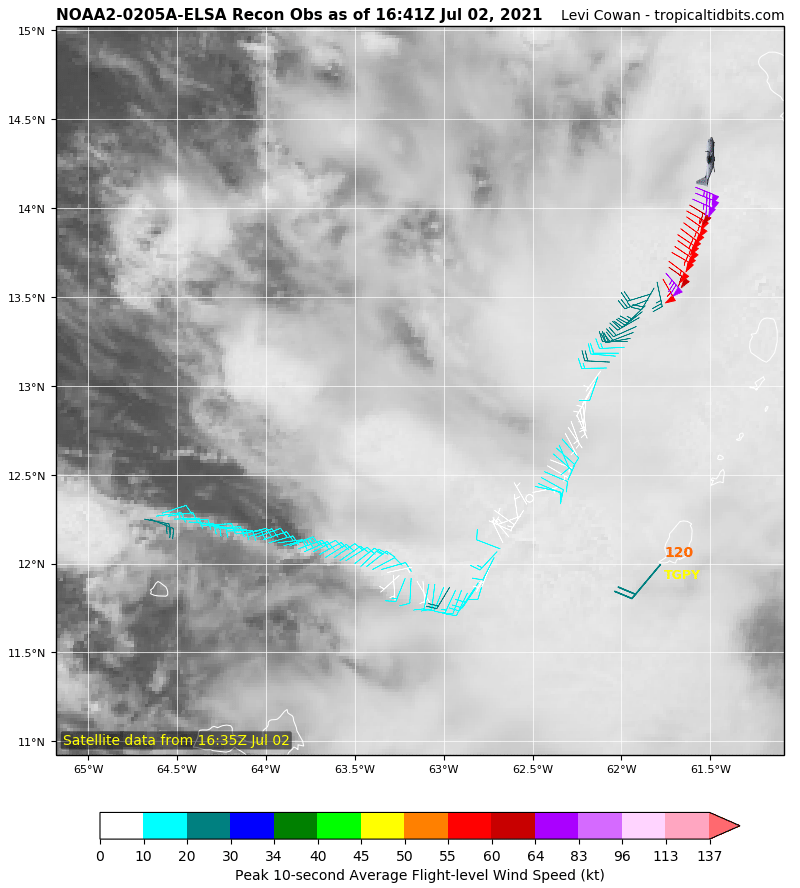 NOAA2-0205A-ELSA Recon Obs as of 16:41Z Jul 02, 2021 Levi Cowan - tropicaltidbits.com
15°N
14.5°N
14°N
13.5°N
13°N
12.5°N
12°N
11.5°N
11°N
120
TGPY
Satellite data from 16:35Z Jul 02
65°W 64.5°W 64°W 63.5°W 63°W 62.5°W 62°W 61.5°W
0 10 20 30 34 40 45 50 55 60 64 83 96 113 137
Peak 10-second Average Flight-level Wind Speed (kt)